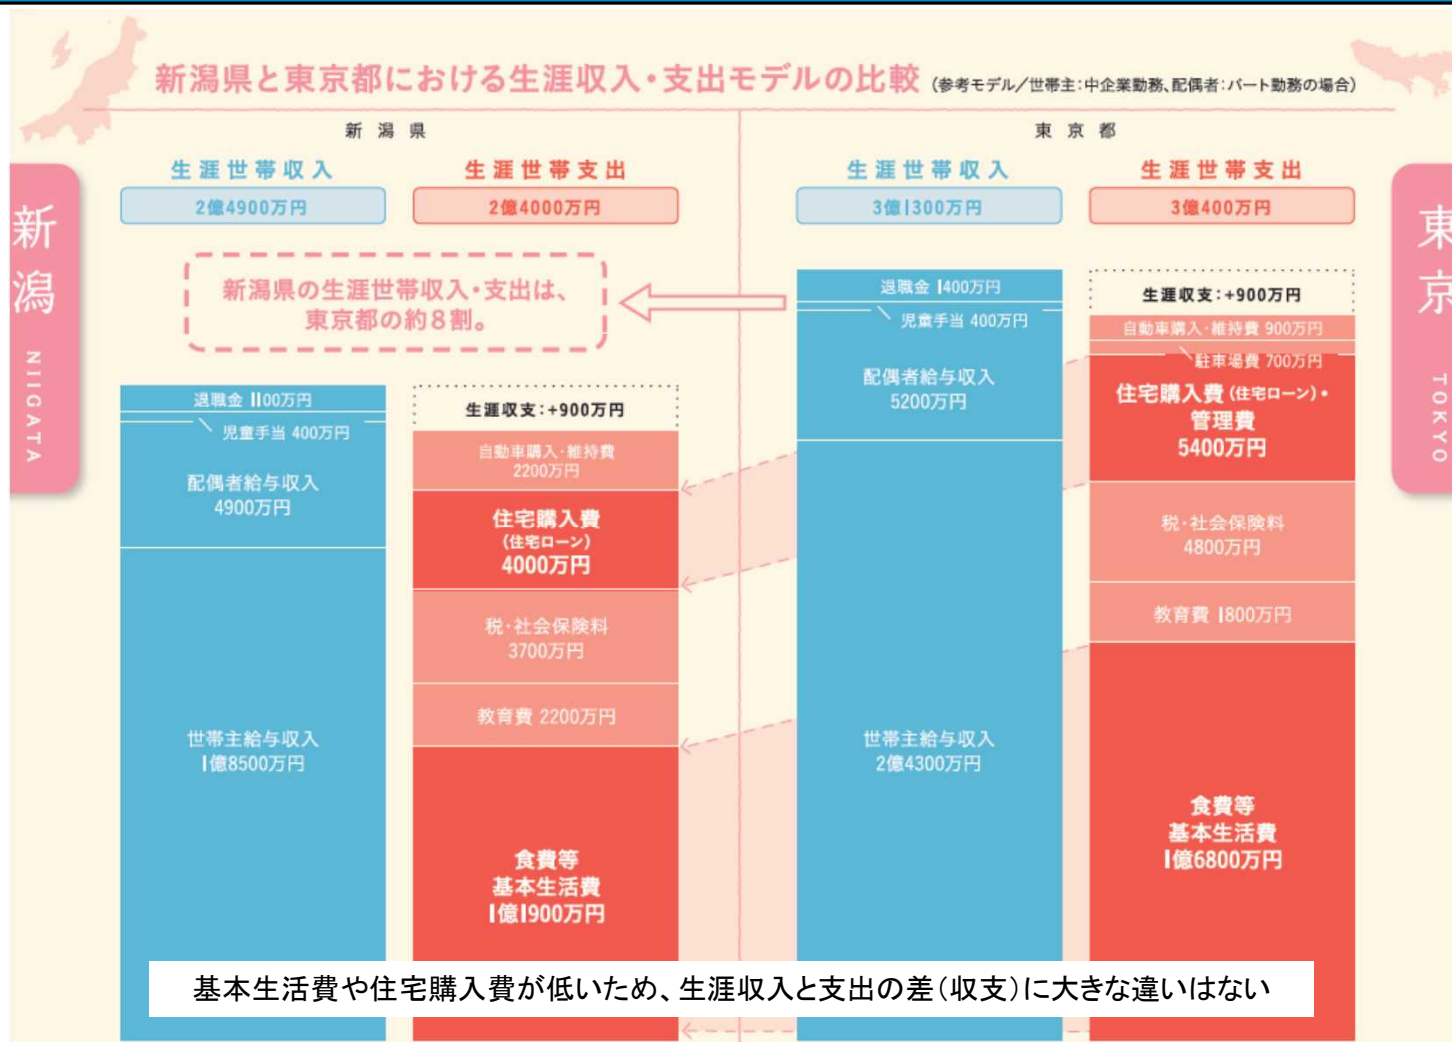 新潟県と東京都における生涯収入・支出モデルの比較(参考モデル/世帯主:中企業勤務、配偶者:パート勤務の場合)
新潟
NIIGATA
新潟県
生涯世帯収入
2億4900万円
生涯世帯支出
2億4000万円
新潟県の生涯世帯収入・支出は、
東京都の約8割。
退職金 1100万円
児童手当 400万円
配偶者給与収入
4900万円
世帯主給与収入
1億8500万円
生涯収支:+900万円
自動車購入・維持費
2200万円
住宅購入費
(住宅ローン)
4000万円
税・社会保険料
3700万円
教育費 2200万円
食費等
基本生活費
1億1900万円
東京都
生涯世帯収入
3億1300万円
生涯世帯支出
3億400万円
退職金 1400万円
児童手当 400万円
配偶者給与収入
5200万円
世帯主給与収入
2億4300万円
生涯収支:+900万円
自動車購入・維持費 900万円
駐車場費 700万円
住宅購入費(住宅ローン)・
管理費
5400万円
税・社会保険料
4800万円
教育費 1800万円
食費等
基本生活費
1億6800万円
東京
TOKYO
基本生活費や住宅購入費が低いため、生涯収入と支出の差(収支)に大きな違いはない